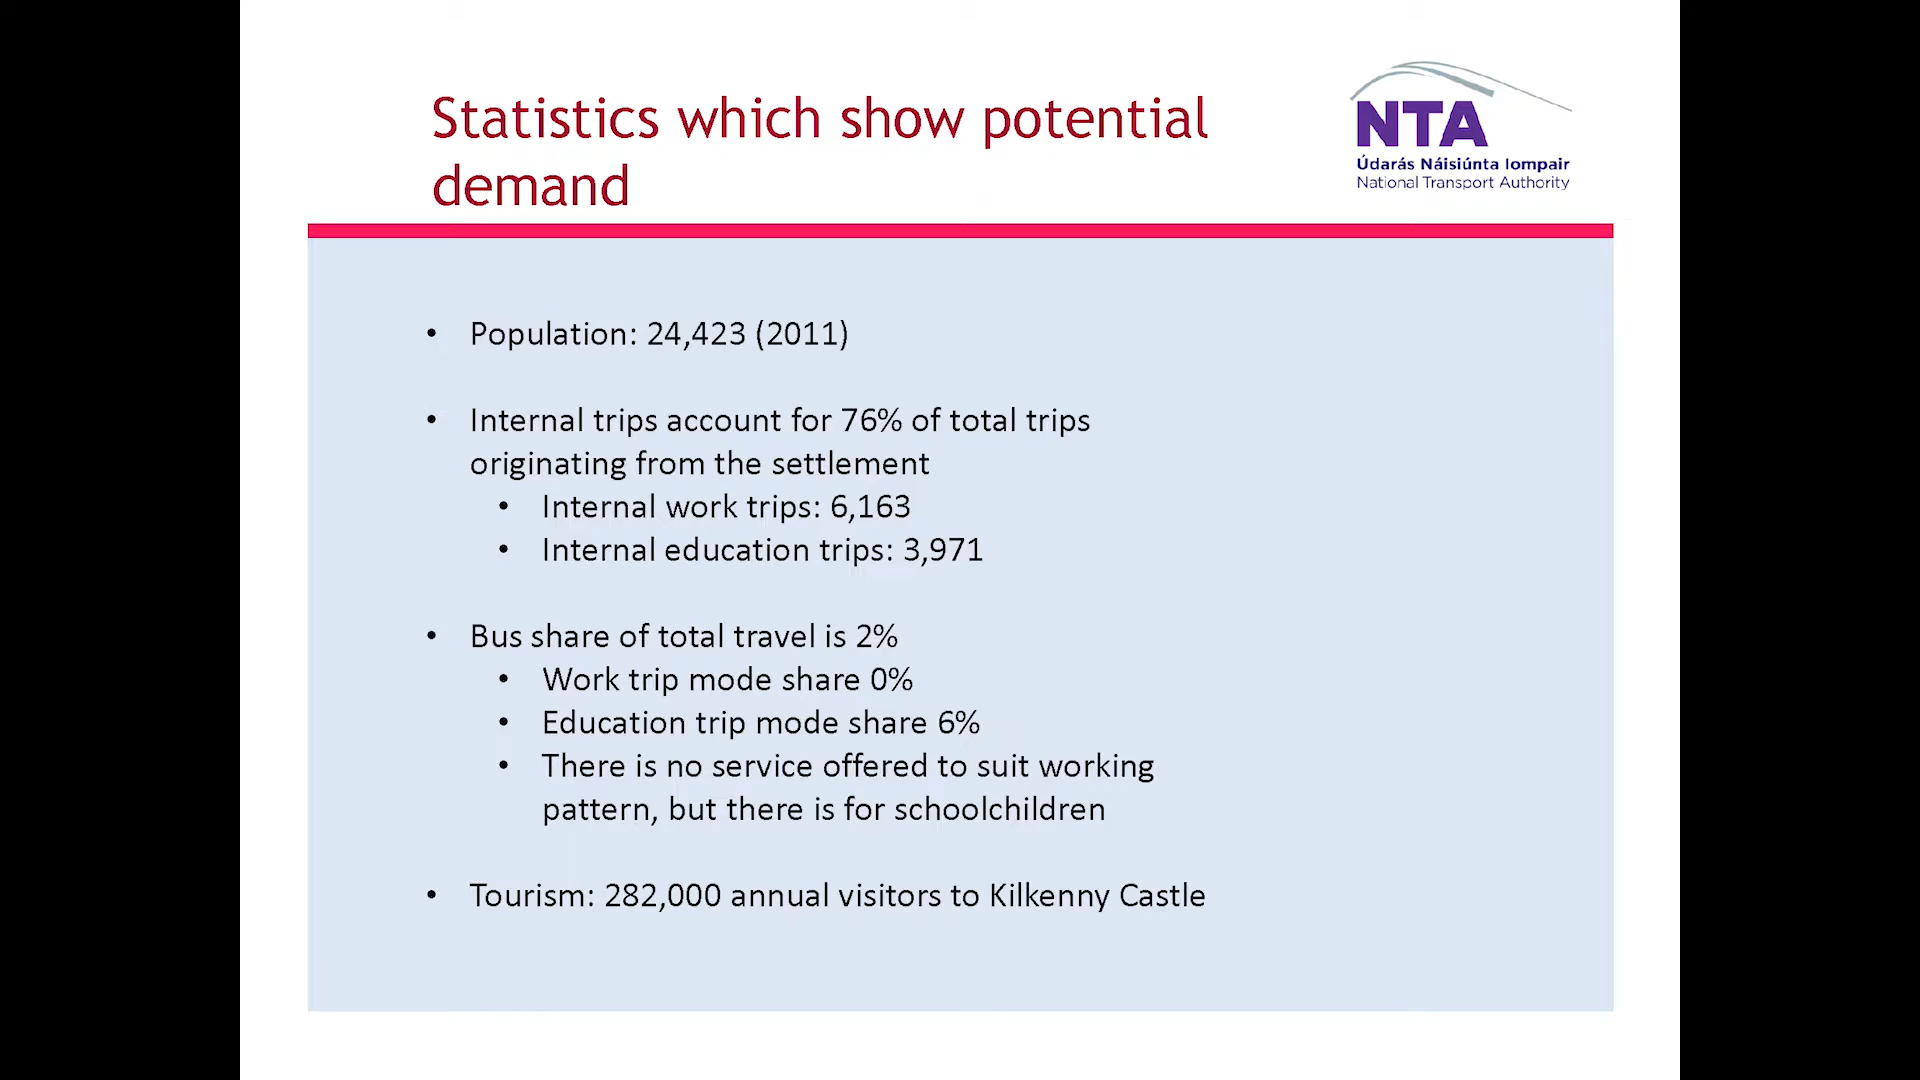 Statistics which show potential
demand
NTA
Údarás Náisiúnta Iompair
National Transport Authority
• Population: 24,423 (2011)
• Internal trips account for 76% of total trips
originating from the settlement
• Internal work trips: 6,163
• Internal education trips: 3,971
• Bus share of total travel is 2%
• Work trip mode share 0%
• Education trip mode share 6%
• There is no service offered to suit working
pattern, but there is for schoolchildren
• Tourism: 282,000 annual visitors to Kilkenny Castle